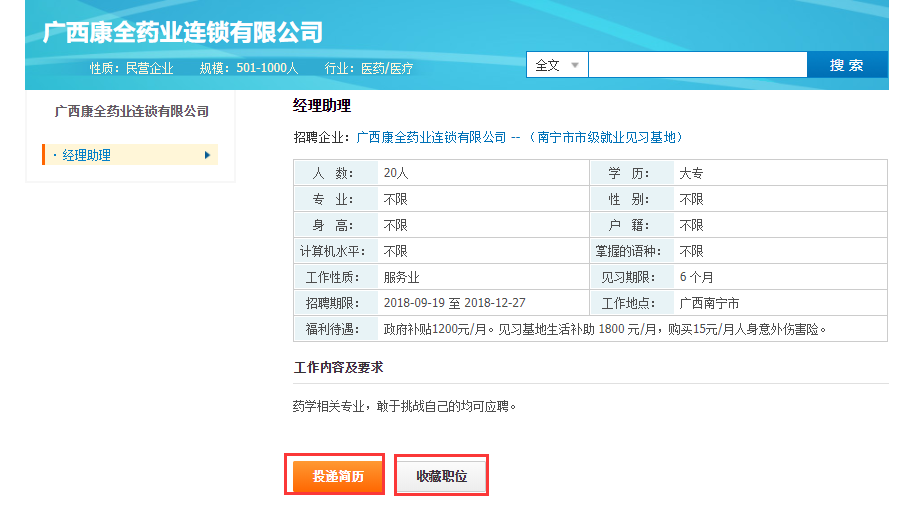 广西康全药业连锁有限公司
性质：民营企业 规模：501-1000人 行业：医药/医疗
全文 搜 索
广西康全药业连锁有限公司
· 经理助理
经理助理
招聘企业：广西康全药业连锁有限公司 -- （南宁市市级就业见习基地）
人 数： 20人 学 历： 大专
专 业： 不限 性 别： 不限
身 高： 不限 户 籍： 不限
计算机水平： 不限 掌握的语种： 不限
工作性质： 服务业 见习期限： 6 个月
招聘期限： 2018-09-19 至 2018-12-27 工作地点： 广西南宁市
福利待遇： 政府补贴1200元/月。见习基地生活补助 1800 元/月，购买15元/月人身意外伤害险。
工作内容及要求
药学相关专业，敢于挑战自己的均可应聘。
投递简历 收藏职位